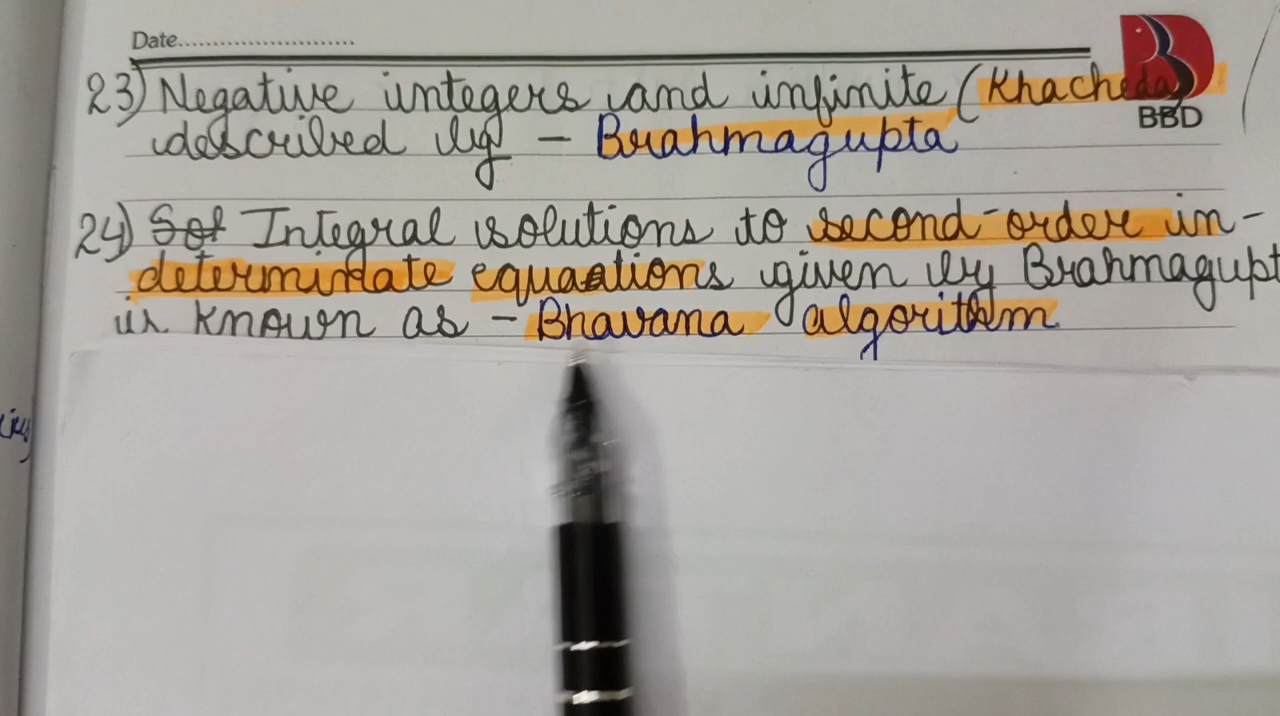 Date..........................
BBD
23) Negative integers and infinite (Khacheda)
described by - Brahmagupta
24) Sol Integral solutions to second-order in-
determinate equations given by Brahmagupt
is known as - Bhavana algorithm